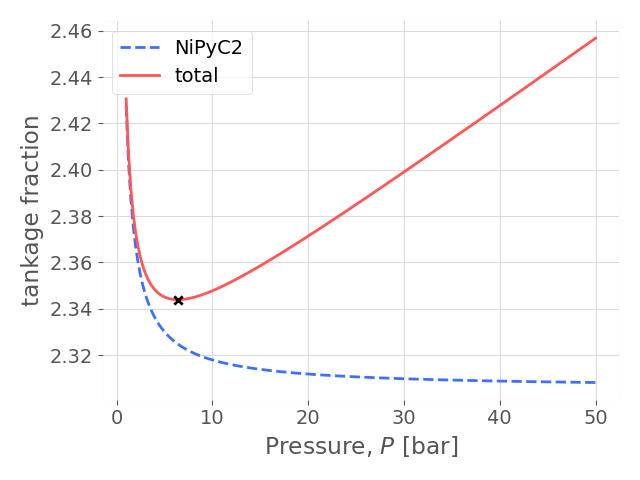 2.46
2.44
2.42
2.40
2.38
2.36
2.34
2.32
tankage fraction
NiPyC2
total
0 10 20 30 40 50
Pressure, P [bar]